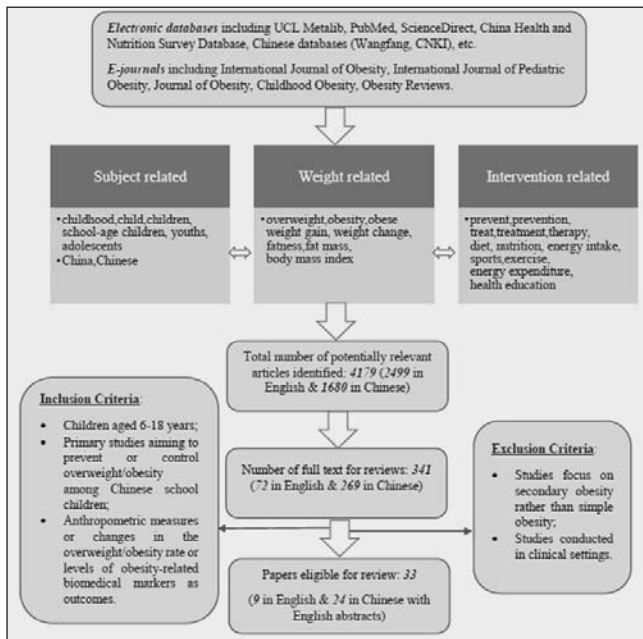 Electronic databases including UCL Metalib, PubMed, ScienceDirect, China Health and
Nutrition Survey Database, Chinese databases (Wangfang, CNKI), etc.
E-journals including International Journal of Obesity, International Journal of Pediatric
Obesity, Journal of Obesity, Childhood Obesity, Obesity Reviews.
Subject related
•childhood,child,children,
school-age children, youths,
adolescents
•China,Chinese
Weight related
•overweight,obesity,obese
weight gain, weight change,
fatness,fat mass,
body mass index
Intervention related
•prevent,prevention,
treat,treatment,therapy,
diet, nutrition, energy intake,
sports,exercise,
energy expenditure,
health education
Total number of potentially relevant
articles identified: 4179 (2499 in
English & 1680 in Chinese)
Inclusion Criteria:
• Children aged 6-18 years;
• Primary studies aiming to
prevent or control
overweight/obesity
among Chinese school
children;
• Anthropometric measures
or changes in the
overweight/obesity rate or
levels of obesity-related
biomedical markers as
outcomes.
Number of full text for reviews: 341
(72 in English & 269 in Chinese)
Exclusion Criteria:
• Studies focus on
secondary obesity
rather than simple
obesity;
• Studies conducted
in clinical settings.
Papers eligible for review: 33
(9 in English & 24 in Chinese with
English abstracts)